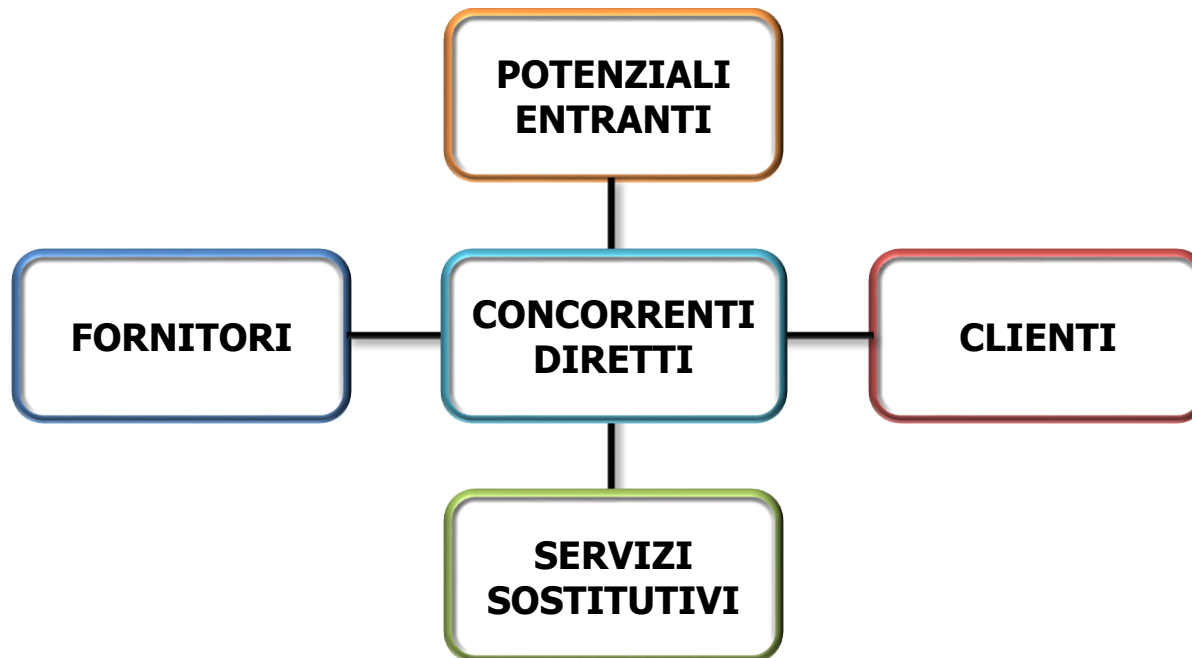 POTENZIALI
ENTRANTI
FORNITORI
CONCORRENTI
DIRETTI
CLIENTI
SERVIZI
SOSTITUTIVI